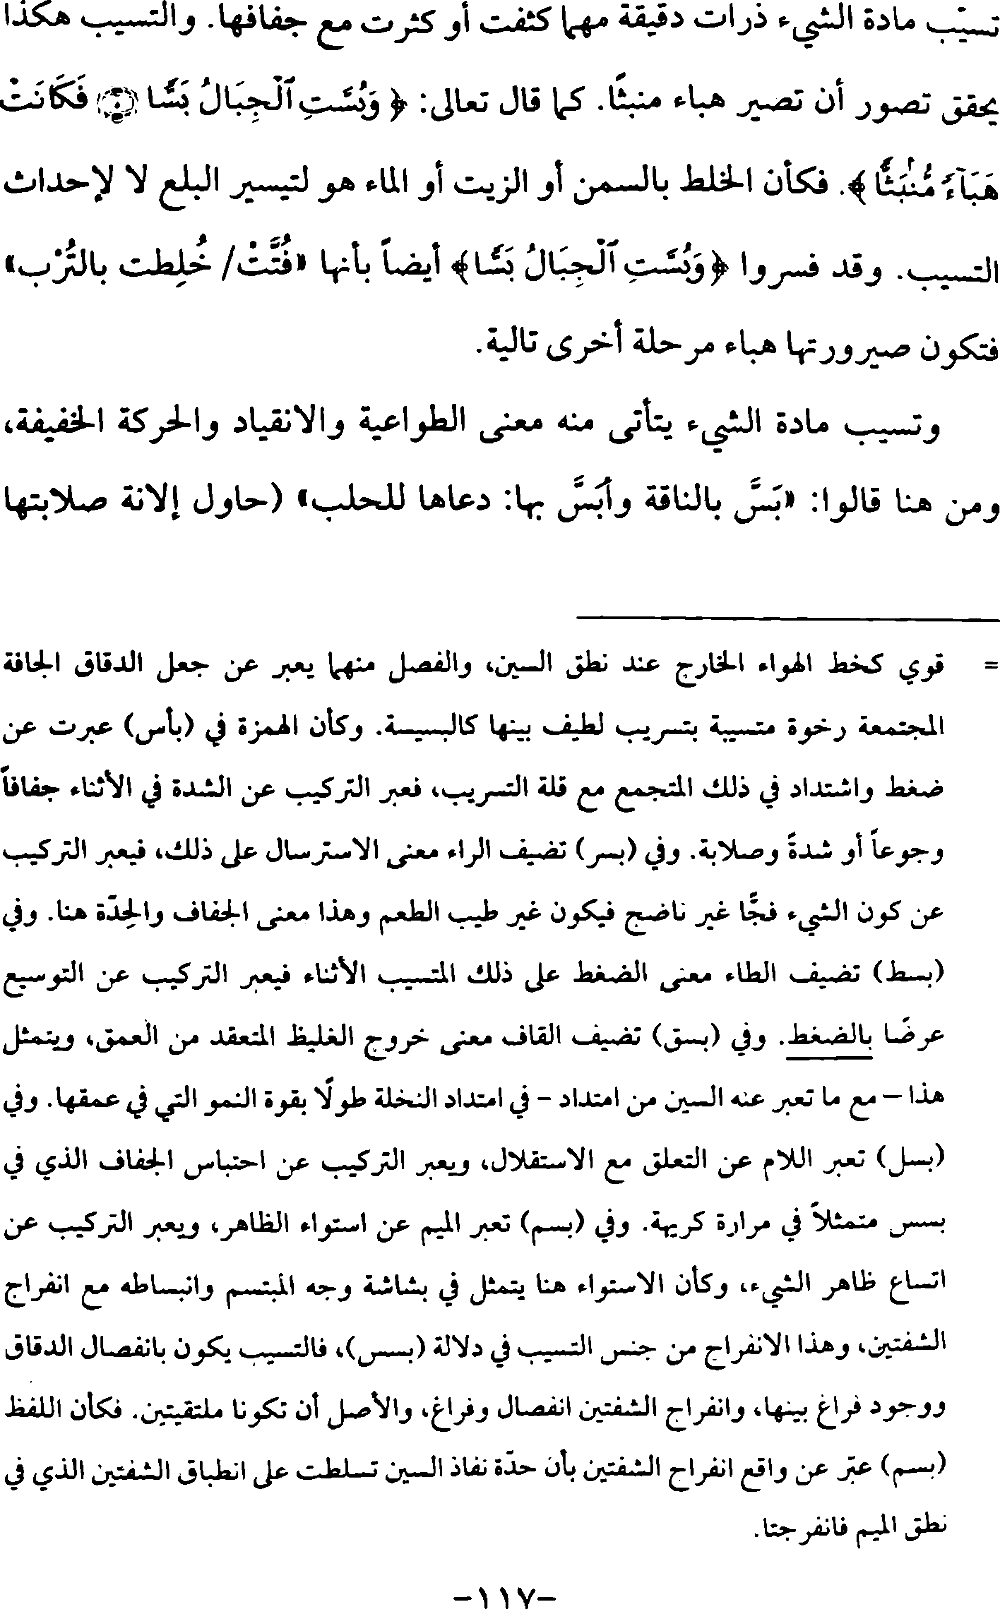 تسيّب مادة الشيء ذرات دقيقة مهما كثفت أو كثرت مع جفافها. والتسيب هكذا
يحقق تصور أن تصير هباء منبثًا. كما قال تعالى: ﴿ وَبُسَّتِ ٱلْجِبَالُ بَسًّا ۝ فَكَانَتْ
هَبَآءً مُّنۢبَثًّا ﴾. فكأن الخلط بالسمن أو الزيت أو الماء هو لتيسير البلع لا لإحداث
التسيب. وقد فسروا ﴿وَبُسَّتِ ٱلْجِبَالُ بَسًّا﴾ أيضاً بأنها «فُتَّتْ/ خُلِطت بالتُرْب»
فتكون صيرورتها هباء مرحلة أخرى تالية.
وتسيب مادة الشيء يتأتى منه معنى الطواعية والانقياد والحركة الخفيفة،
ومن هنا قالوا: «بَسَّ بالناقة وأَبَسَّ بها: دعاها للحلب» (حاول إلانة صلابتها
= قوي كخط الهواء الخارج عند نطق السين، والفصل منهما يعبر عن جعل الدقاق الجافة
المجتمعة رخوة متسيبة بتسريب لطيف بينها كالبسيسة. وكأن الهمزة في (بأس) عبرت عن
ضغط واشتداد في ذلك المتجمع مع قلة التسريب، فعبر التركيب عن الشدة في الأثناء جفافاً
وجوعاً أو شدةً وصلابة. وفي (بسر) تضيف الراء معنى الاسترسال على ذلك، فيعبر التركيب
عن كون الشيء فجًّا غير ناضج فيكون غير طيب الطعم وهذا معنى الجفاف والحِدّة هنا. وفي
(بسط) تضيف الطاء معنى الضغط على ذلك المتسيب الأثناء فيعبر التركيب عن التوسيع
عرضًا بالضغط. وفي (بسق) تضيف القاف معنى خروج الغليظ المتعقد من العمق، ويتمثل
هذا – مع ما تعبر عنه السين من امتداد – في امتداد النخلة طولًا بقوة النمو التي في عمقها. وفي
(بسل) تعبر اللام عن التعلق مع الاستقلال، ويعبر التركيب عن احتباس الجفاف الذي في
بسس متمثلاً في مرارة كريهة. وفي (بسم) تعبر الميم عن استواء الظاهر، ويعبر التركيب عن
اتساع ظاهر الشيء، وكأن الاستواء هنا يتمثل في بشاشة وجه المبتسم وانبساطه مع انفراج
الشفتين، وهذا الانفراج من جنس التسيب في دلالة (بسس)، فالتسيب يكون بانفصال الدقاق
ووجود فراغ بينها، وانفراج الشفتين انفصال وفراغ، والأصل أن تكونا ملتقيتين. فكأن اللفظ
(بسم) عبّر عن واقع انفراح الشفتين بأن حدّة نفاذ السين تسلطت على انطباق الشفتين الذي في
نطق الميم فانفرجتا.
-١١٧-